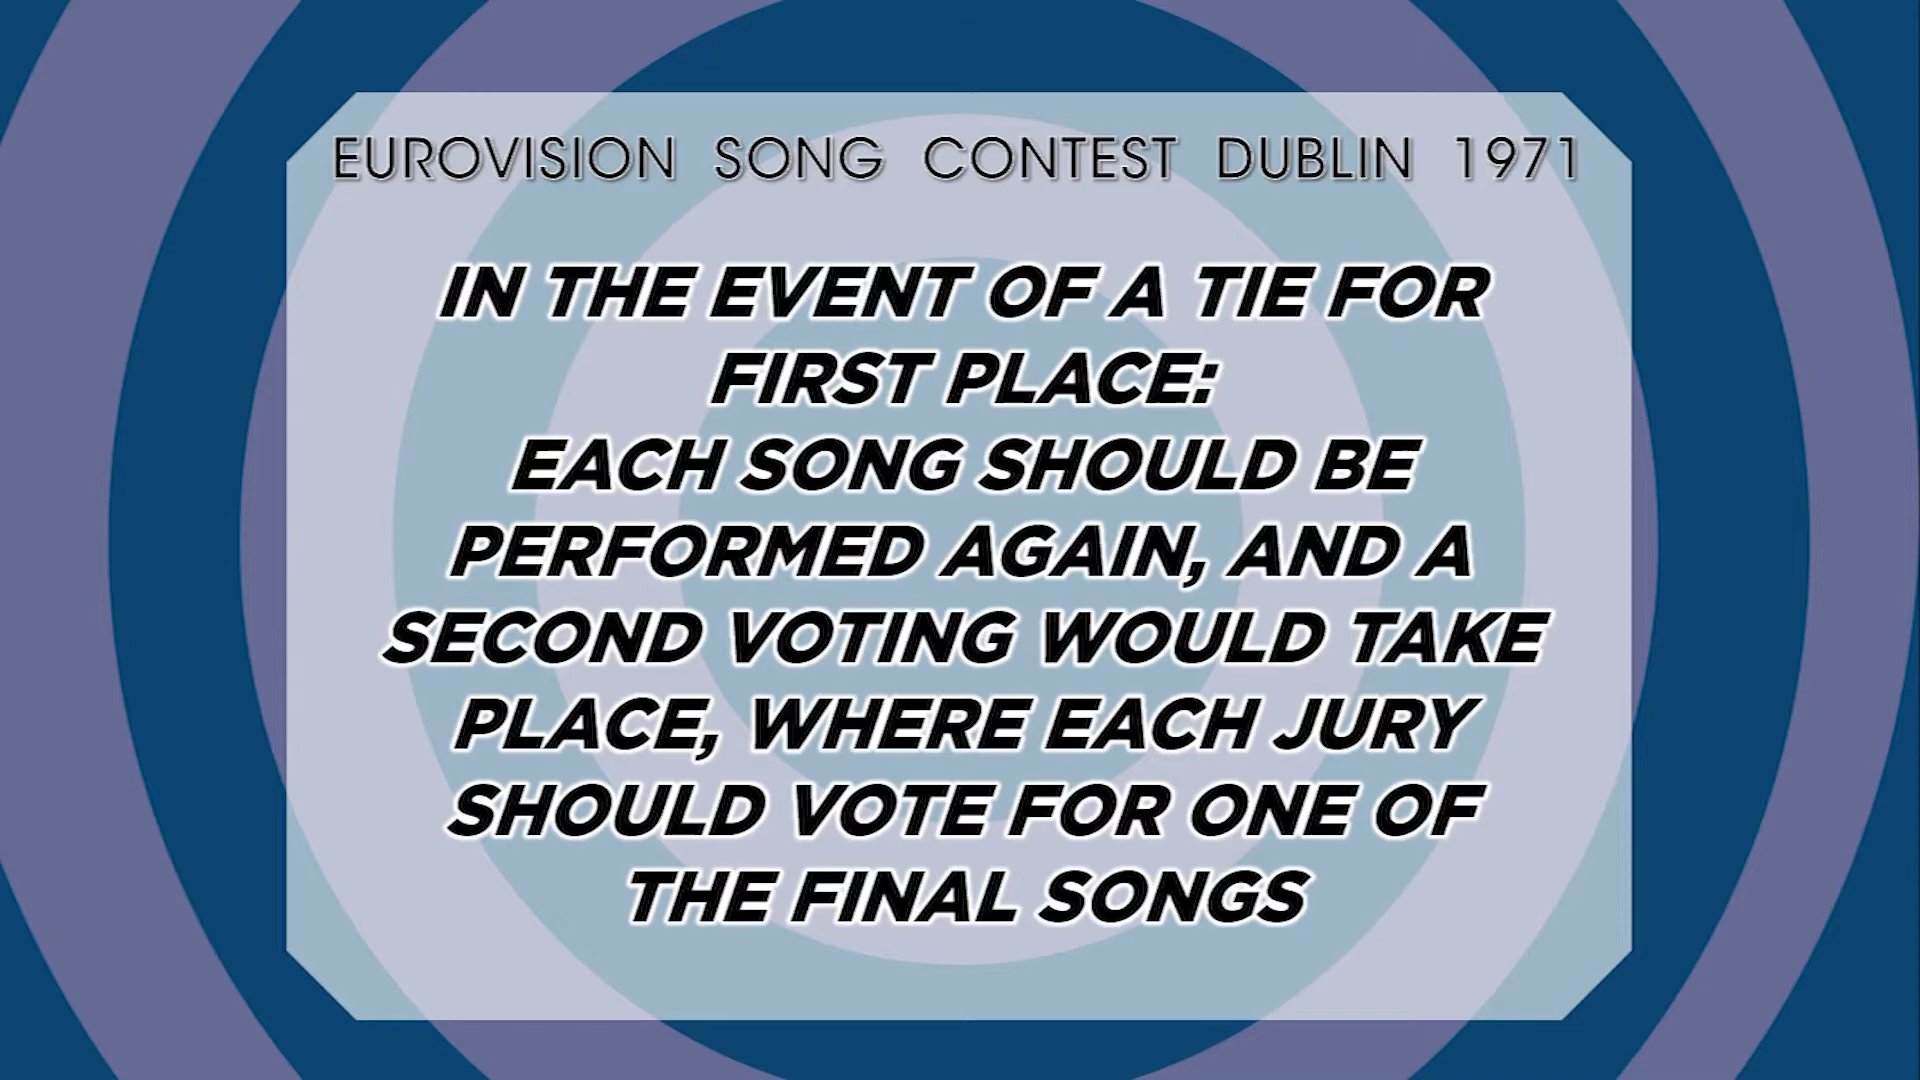 EUROVISION SONG CONTEST DUBLIN 1971
IN THE EVENT OF A TIE FOR
FIRST PLACE:
EACH SONG SHOULD BE
PERFORMED AGAIN, AND A
SECOND VOTING WOULD TAKE
PLACE, WHERE EACH JURY
SHOULD VOTE FOR ONE OF
THE FINAL SONGS